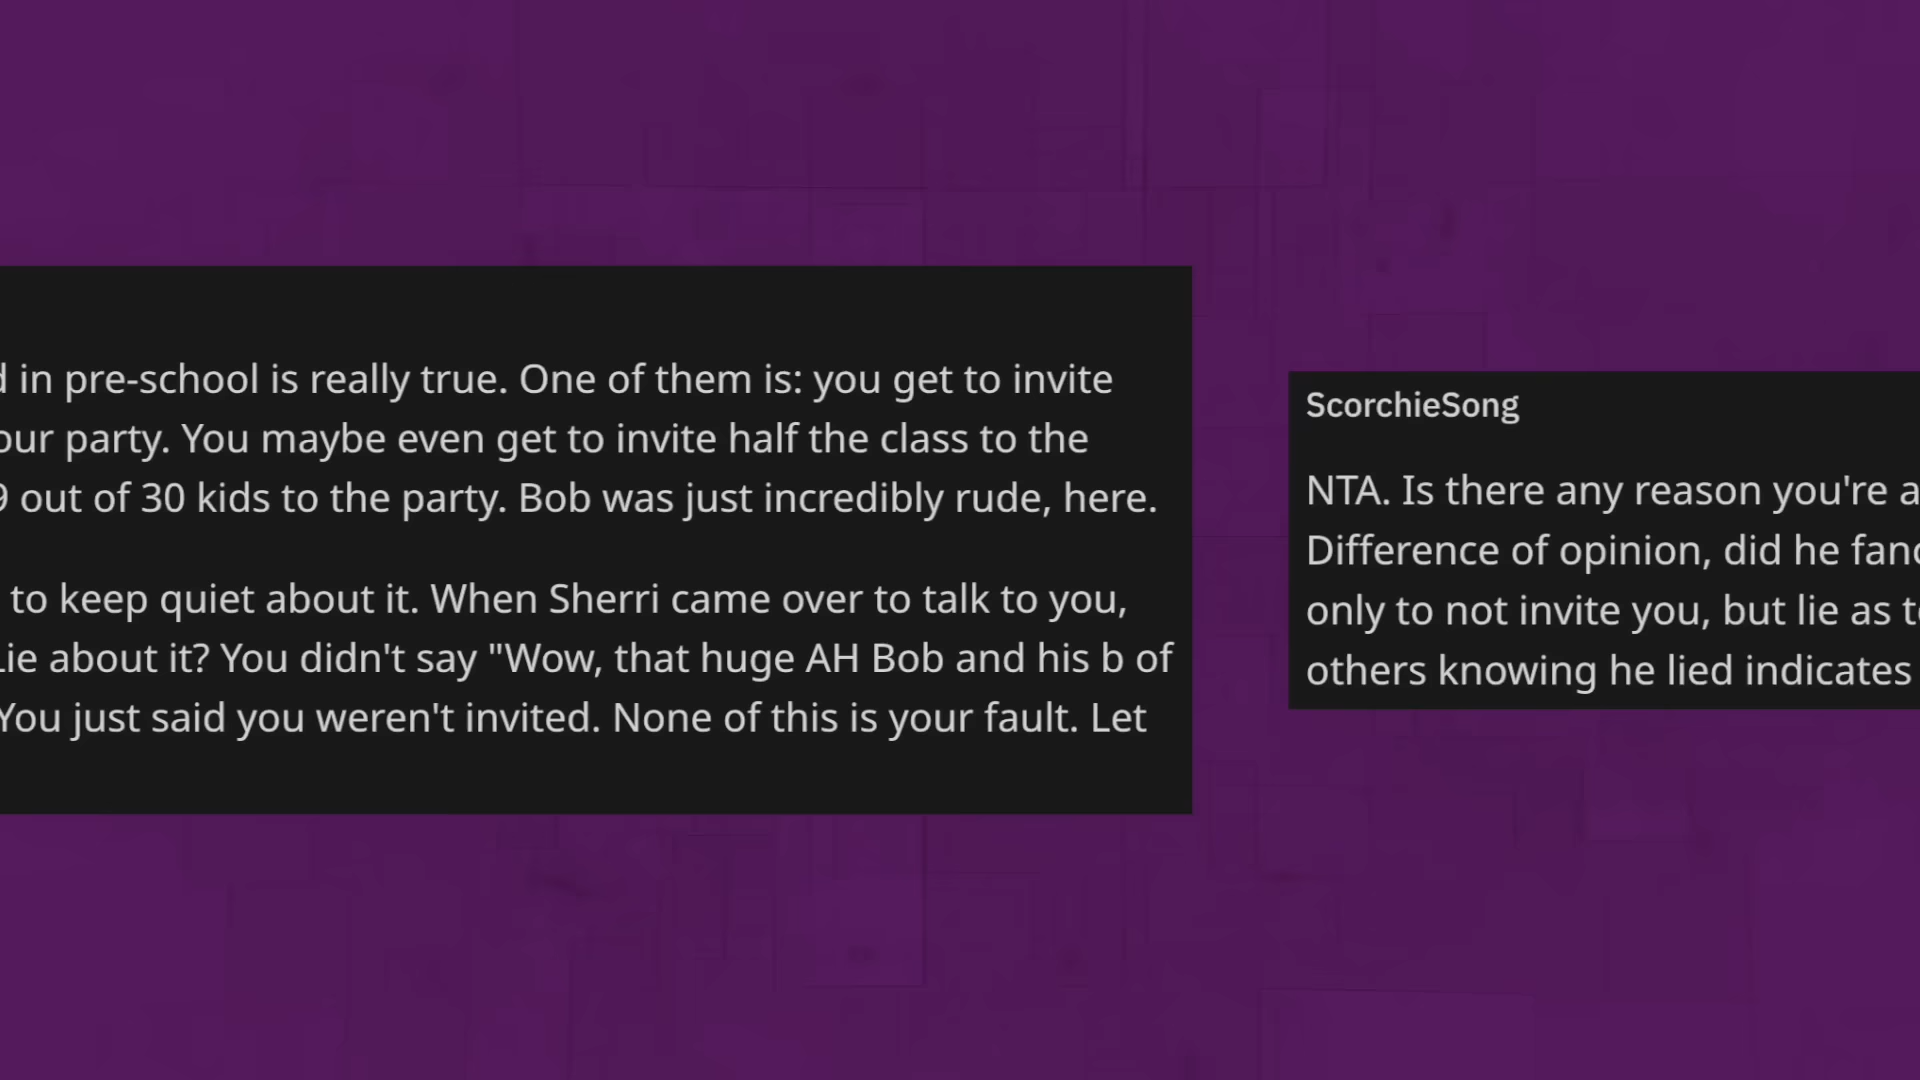 in pre-school is really true. One of them is: you get to invite
our party. You maybe even get to invite half the class to the
9 out of 30 kids to the party. Bob was just incredibly rude, here.
to keep quiet about it. When Sherri came over to talk to you,
Lie about it? You didn't say "Wow, that huge AH Bob and his b of
You just said you weren't invited. None of this is your fault. Let
ScorchieSong
NTA. Is there any reason you're a
Difference of opinion, did he fanc
only to not invite you, but lie as t
others knowing he lied indicates